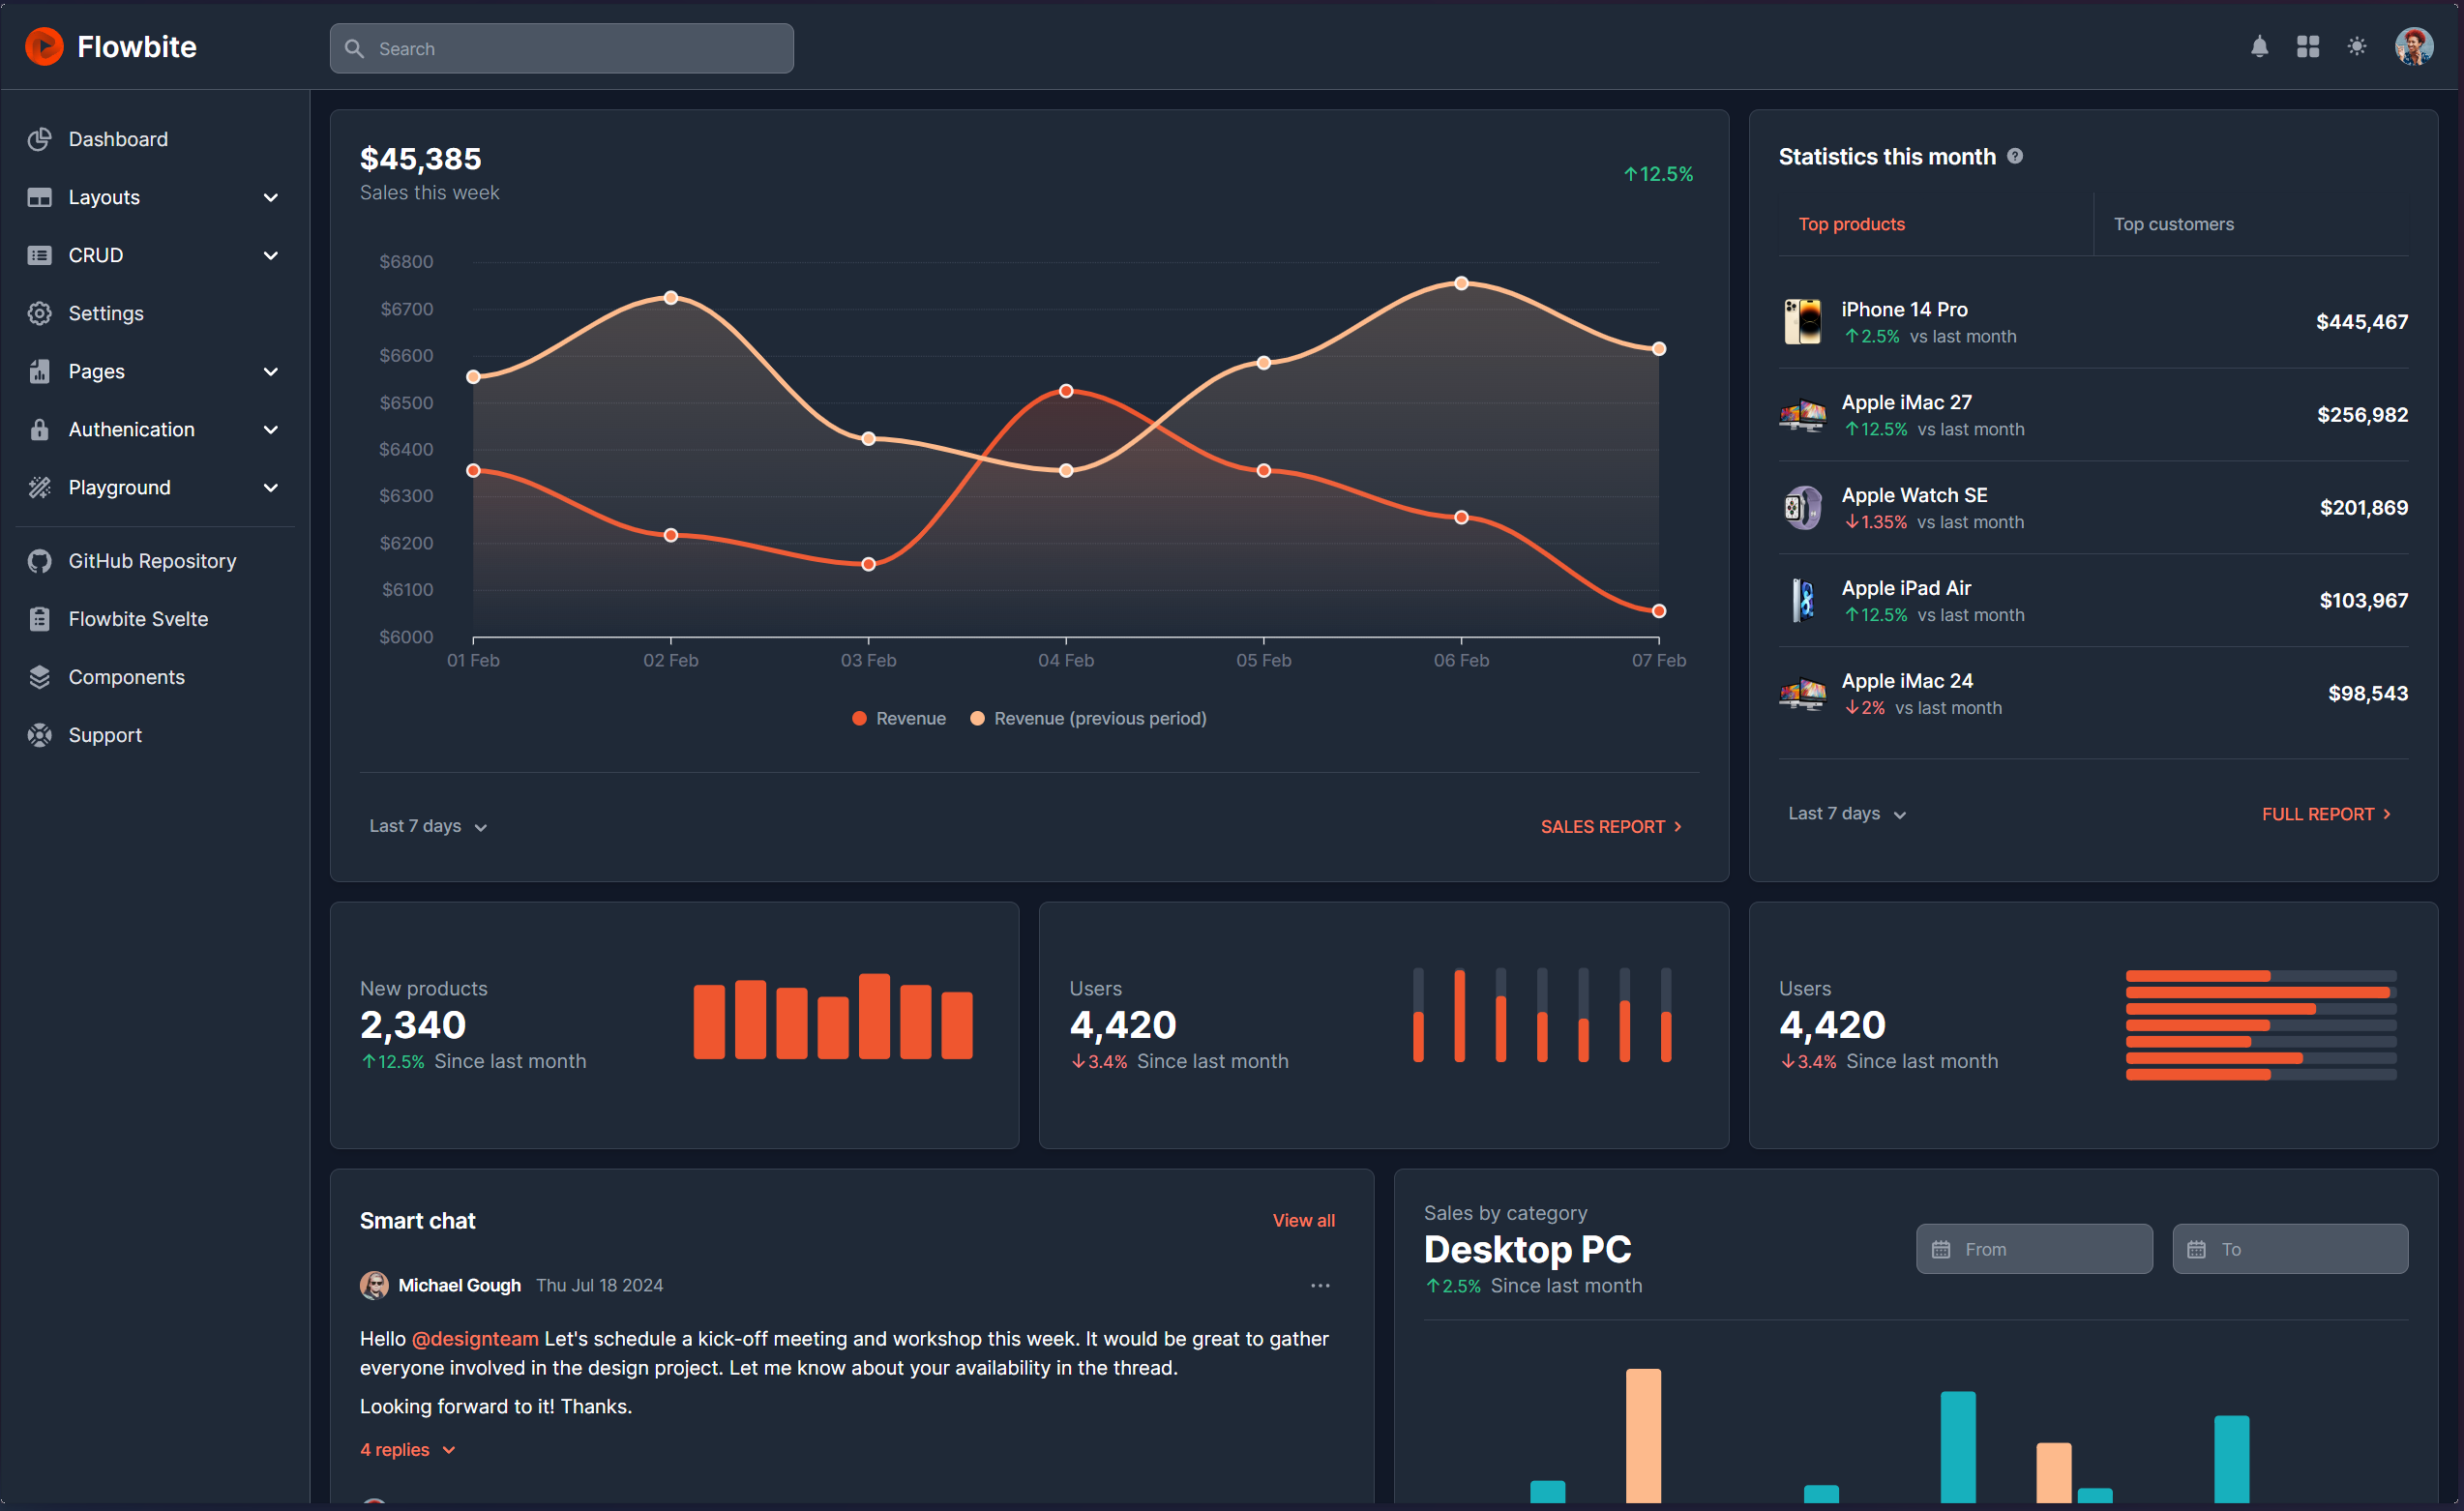 Flowbite
Search
Dashboard
Layouts
CRUD
Settings
Pages
Authenication
Playground
GitHub Repository
Flowbite Svelte
Components
Support
$45,385
Sales this week
12.5%
$6800
$6700
$6600
$6500
$6400
$6300
$6200
$6100
$6000
01 Feb 02 Feb 03 Feb 04 Feb 05 Feb 06 Feb 07 Feb
Revenue Revenue (previous period)
Last 7 days
SALES REPORT
Statistics this month
Top products Top customers
iPhone 14 Pro
2.5% vs last month
$445,467
Apple iMac 27
12.5% vs last month
$256,982
Apple Watch SE
1.35% vs last month
$201,869
Apple iPad Air
12.5% vs last month
$103,967
Apple iMac 24
2% vs last month
$98,543
Last 7 days
FULL REPORT
New products
2,340
12.5% Since last month
Users
4,420
3.4% Since last month
Users
4,420
3.4% Since last month
Smart chat
View all
Michael Gough Thu Jul 18 2024
Hello @designteam Let's schedule a kick-off meeting and workshop this week. It would be great to gather
everyone involved in the design project. Let me know about your availability in the thread.
Looking forward to it! Thanks.
4 replies
Sales by category
Desktop PC
2.5% Since last month
From
To